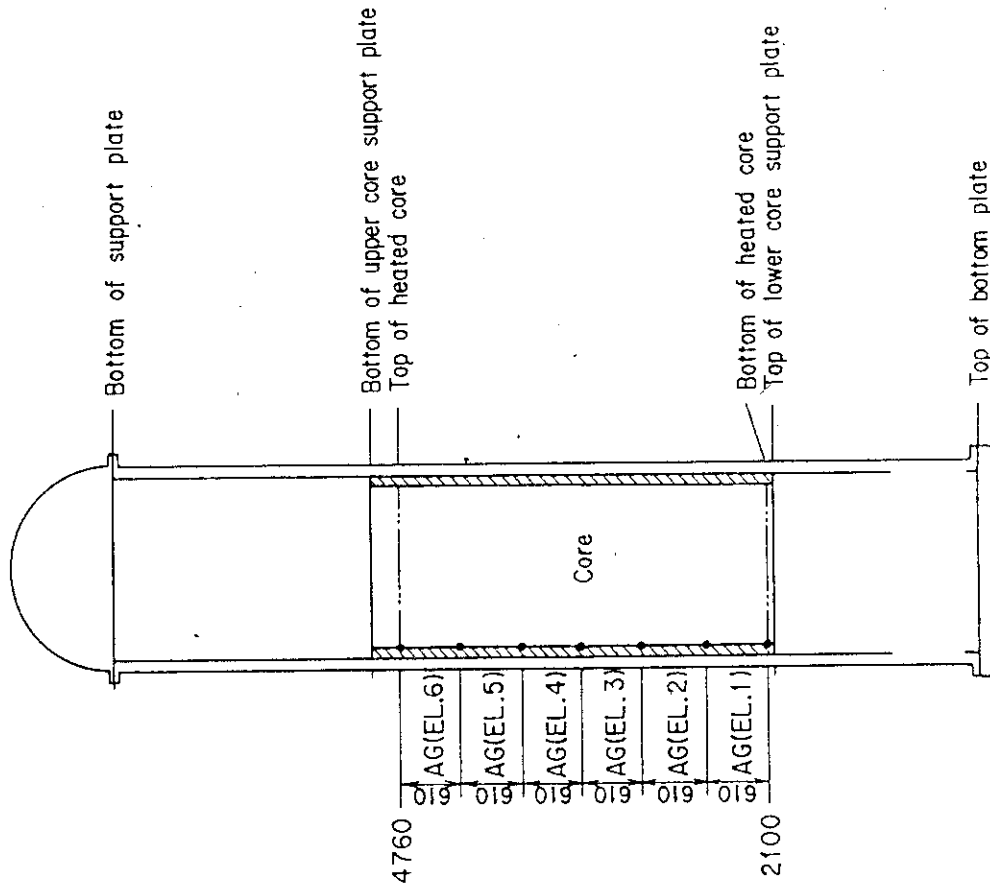 Bottom of support plate
Bottom of upper core support plate
Top of heated core
Bottom of heated core
Top of lower core support plate
Top of bottom plate
Core
4760
610 AG(EL.6)
610 AG(EL.5)
610 AG(EL.4)
610 AG(EL.3)
610 AG(EL.2)
610 AG(EL.1)
2100